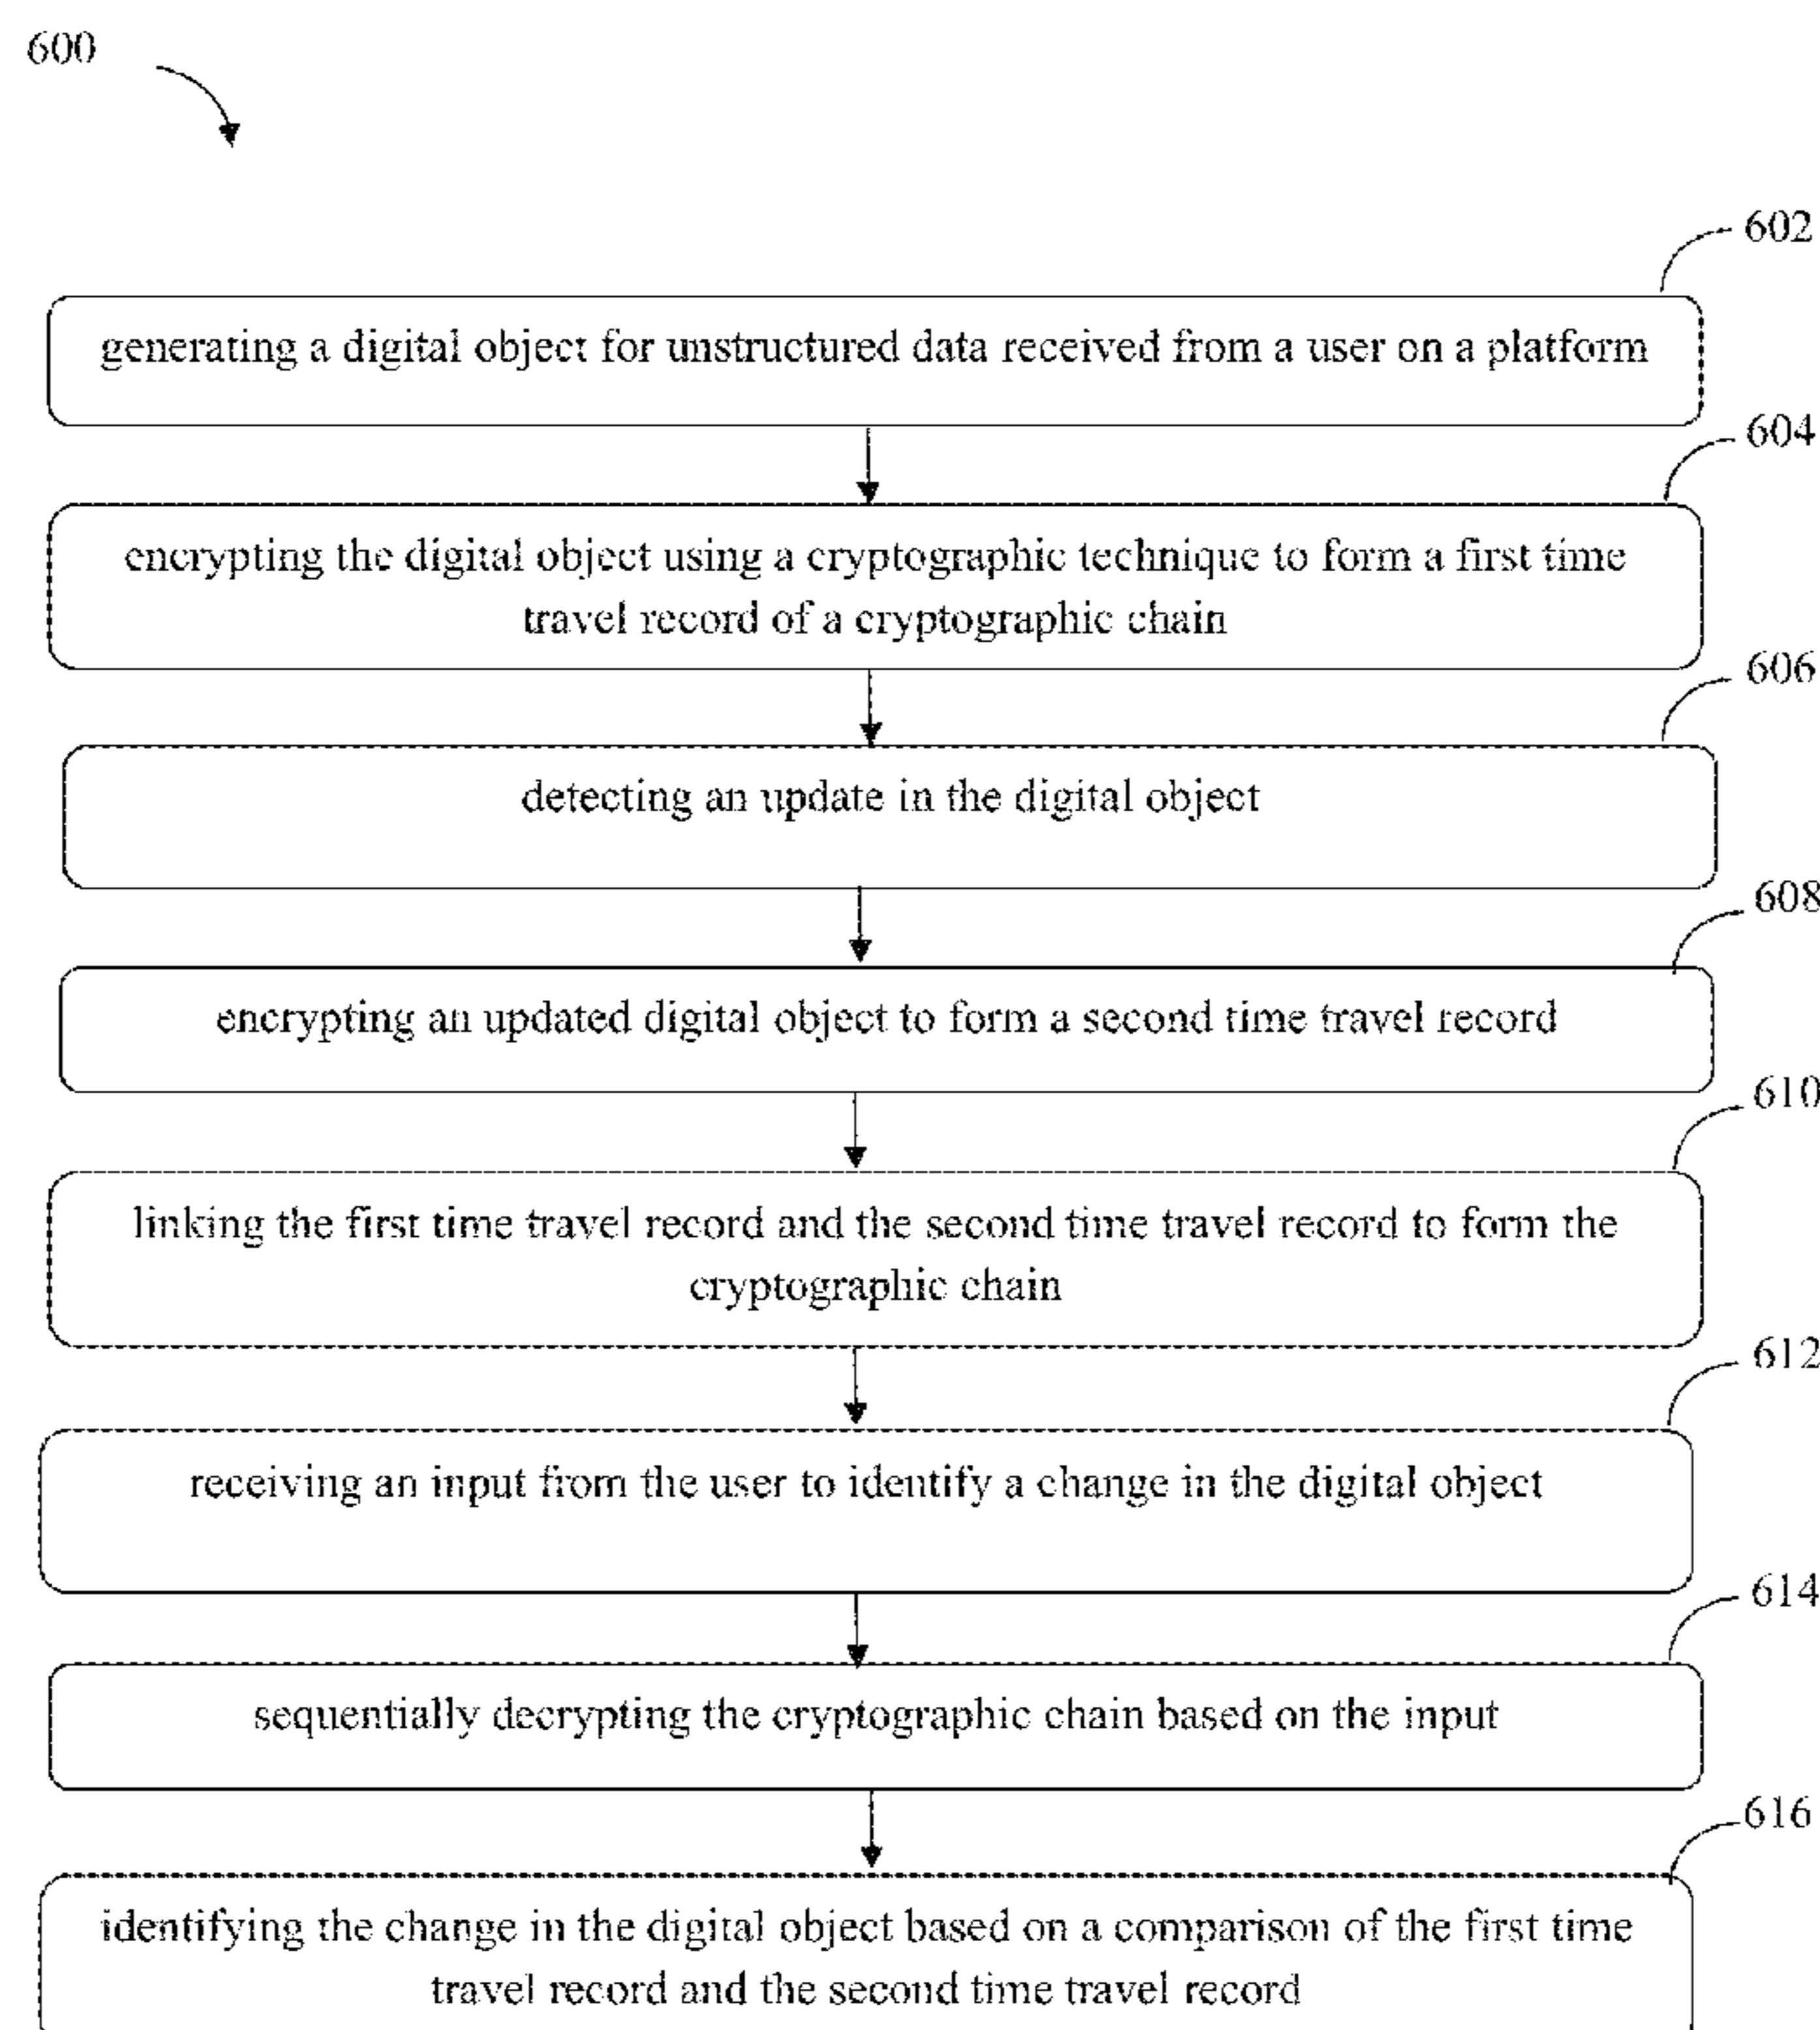 600
602
generating a digital object for unstructured data received from a user on a platform
604
encrypting the digital object using a cryptographic technique to form a first time
travel record of a cryptographic chain
606
detecting an update in the digital object
608
encrypting an updated digital object to form a second time travel record
610
linking the first time travel record and the second time travel record to form the
cryptographic chain
612
receiving an input from the user to identify a change in the digital object
614
sequentially decrypting the cryptographic chain based on the input
616
identifying the change in the digital object based on a comparison of the first time
travel record and the second time travel record